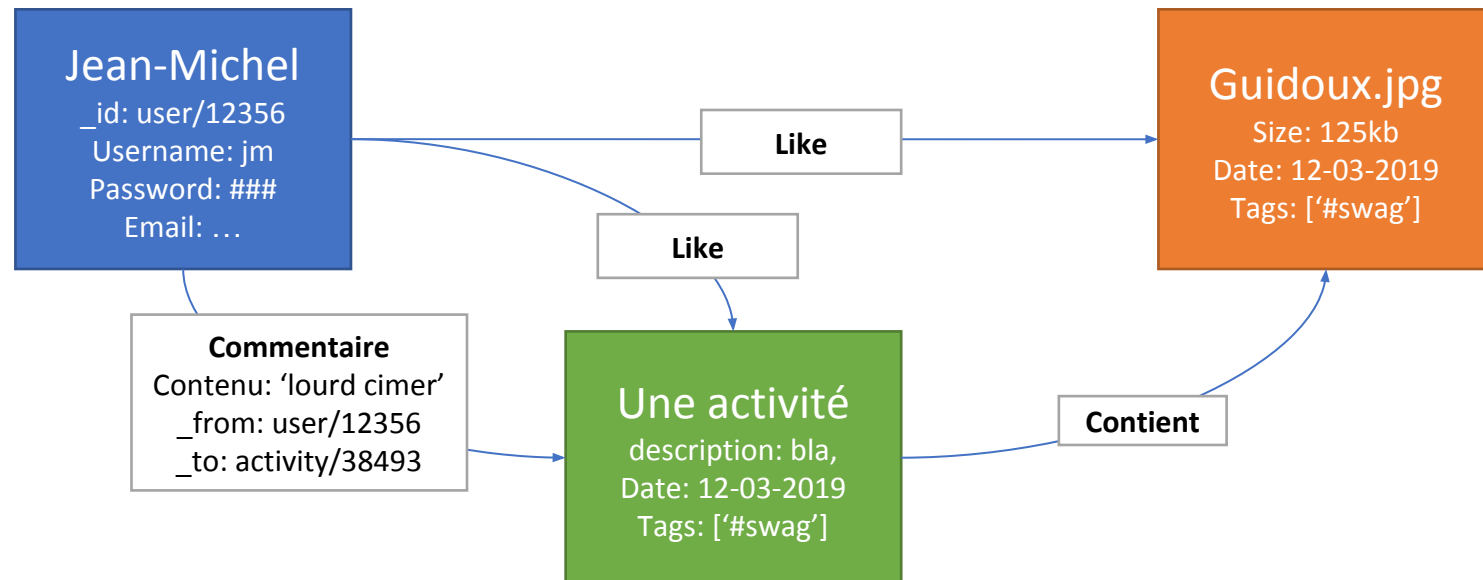 Jean-Michel
_id: user/12356
Username: jm
Password: ###
Email: …
Like
Guidoux.jpg
Size: 125kb
Date: 12-03-2019
Tags: [‘#swag’]
Like
Commentaire
Contenu: ‘lourd cimer’
_from: user/12356
_to: activity/38493
Une activité
description: bla,
Date: 12-03-2019
Tags: [‘#swag’]
Contient